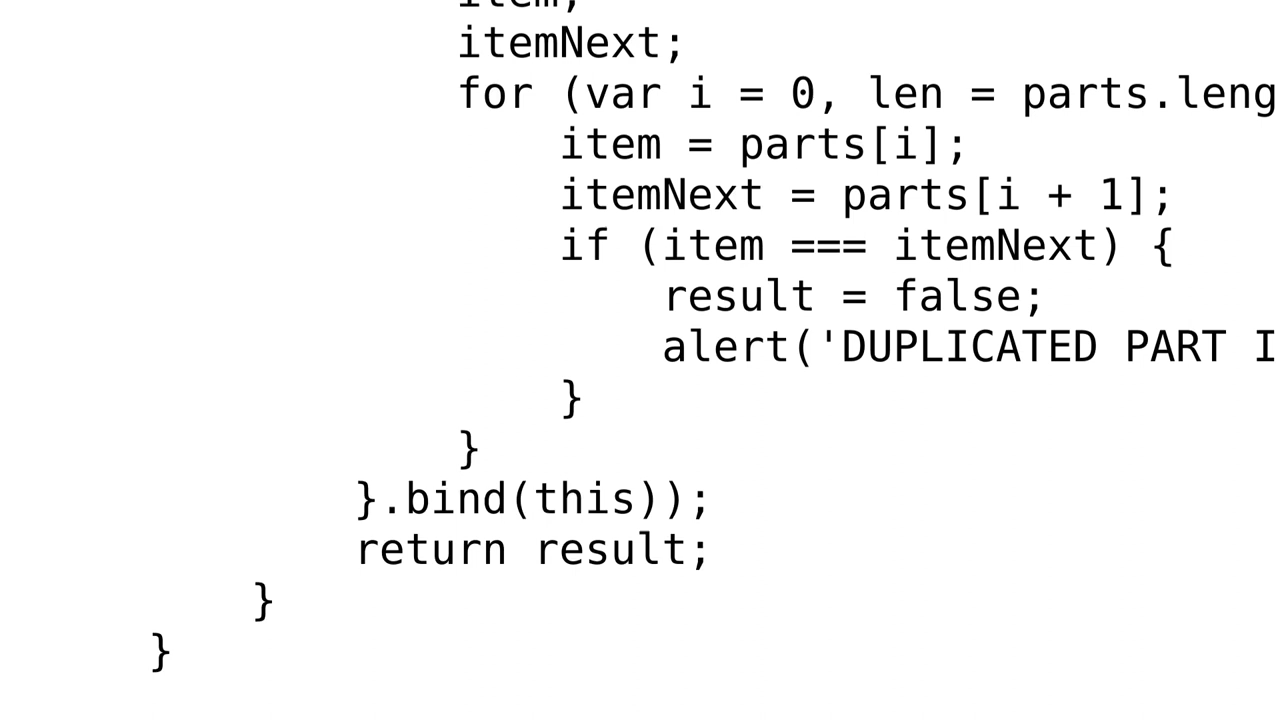 item,
itemNext;
for (var i = 0, len = parts.leng
item = parts[i];
itemNext = parts[i + 1];
if (item === itemNext) {
result = false;
alert('DUPLICATED PART I
}
}
}.bind(this));
return result;
}
}